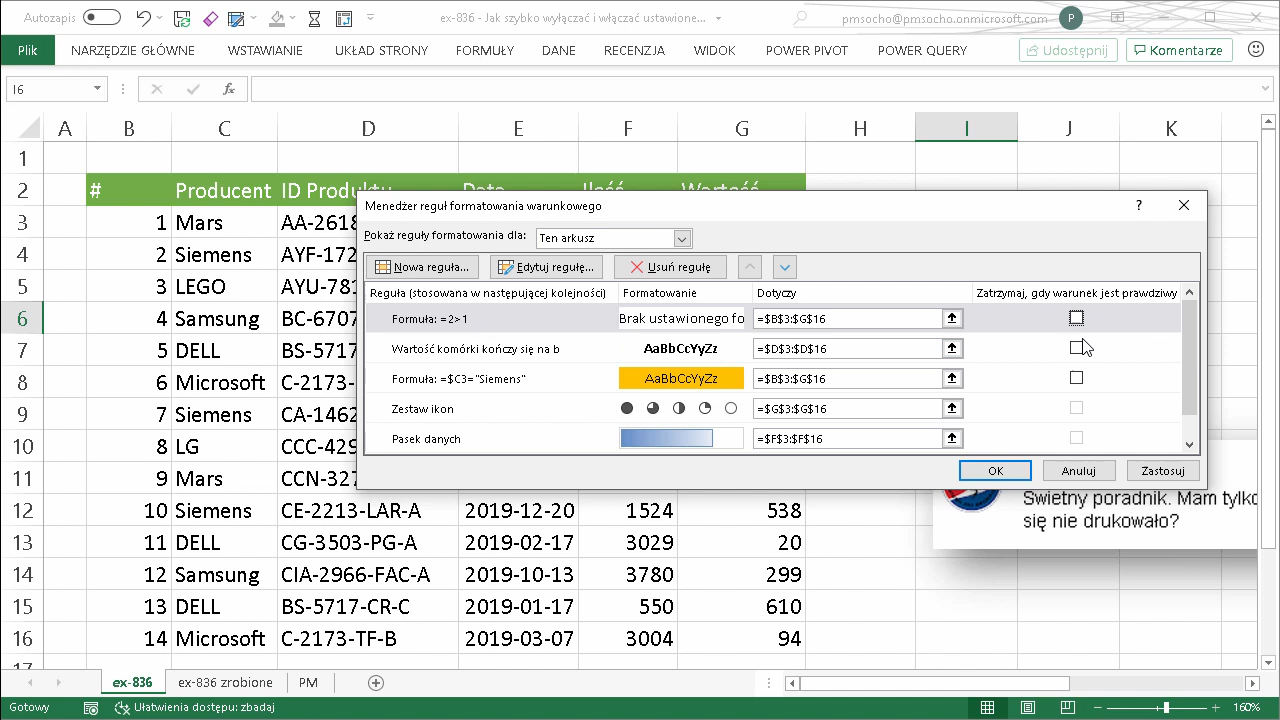 Autozapis
ex-836 - Jak szybko włączać i włączać ustawione...
pmsocho@pmsocho.onmicrosoft.com
P
Plik
NARZĘDZIE GŁÓWNE
WSTAWIANIE
UKŁAD STRONY
FORMUŁY
DANE
RECENZJA
WIDOK
POWER PIVOT
POWER QUERY
Udostępnij
Komentarze
I6
fx
A B C D E F G H I J K
1
2 # Producent ID Produktu Data Ilość Wartość
3 1 Mars AA-2618
4 2 Siemens AYF-172
5 3 LEGO AYU-781
6 4 Samsung BC-6707
7 5 DELL BS-5717
8 6 Microsoft C-2173-
9 7 Siemens CA-1462
10 8 LG CCC-429
11 9 Mars CCN-327
12 10 Siemens CE-2213-LAR-A 2019-12-20 1524 538
13 11 DELL CG-3503-PG-A 2019-02-17 3029 20
14 12 Samsung CIA-2966-FAC-A 2019-10-13 3780 299
15 13 DELL BS-5717-CR-C 2019-01-17 550 610
16 14 Microsoft C-2173-TF-B 2019-03-07 3004 94
17
Menedżer reguł formatowania warunkowego
?
Pokaż reguły formatowania dla: Ten arkusz
Nowa reguła... Edytuj regułę... Usuń regułę
Reguła (stosowana w następującej kolejności) Formatowanie Dotyczy Zatrzymaj, gdy warunek jest prawdziwy
Formuła: =2>1 Brak ustawionego fo =$B$3:$G$16
Wartość komórki kończy się na b AaBbCcYyZz =$D$3:$D$16
Formuła: =$C3="Siemens" AaBbCcYyZz =$B$3:$G$16
Zestaw ikon =$G$3:$G$16
Pasek danych =$F$3:$F$16
OK Anuluj Zastosuj
Świetny poradnik. Mam tylko
się nie drukowało?
ex-836
ex-836 zrobione
PM
Gotowy
Ułatwienia dostępu: zbadaj
160%